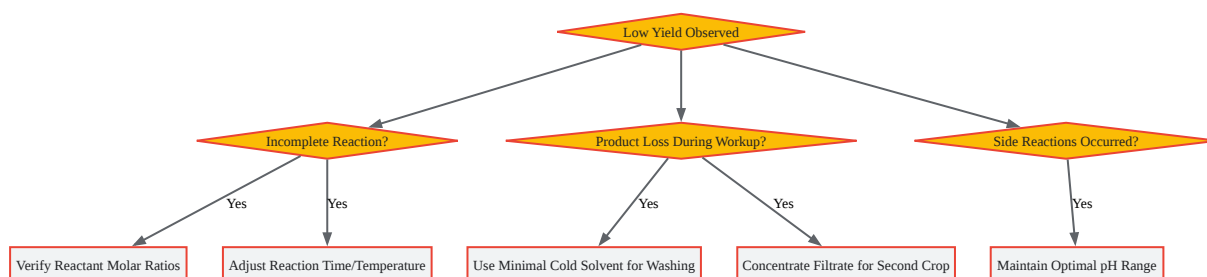 Low Yield Observed
Incomplete Reaction?
Product Loss During Workup?
Side Reactions Occurred?
Yes
Yes
Yes
Yes
Yes
Verify Reactant Molar Ratios
Adjust Reaction Time/Temperature
Use Minimal Cold Solvent for Washing
Concentrate Filtrate for Second Crop
Maintain Optimal pH Range